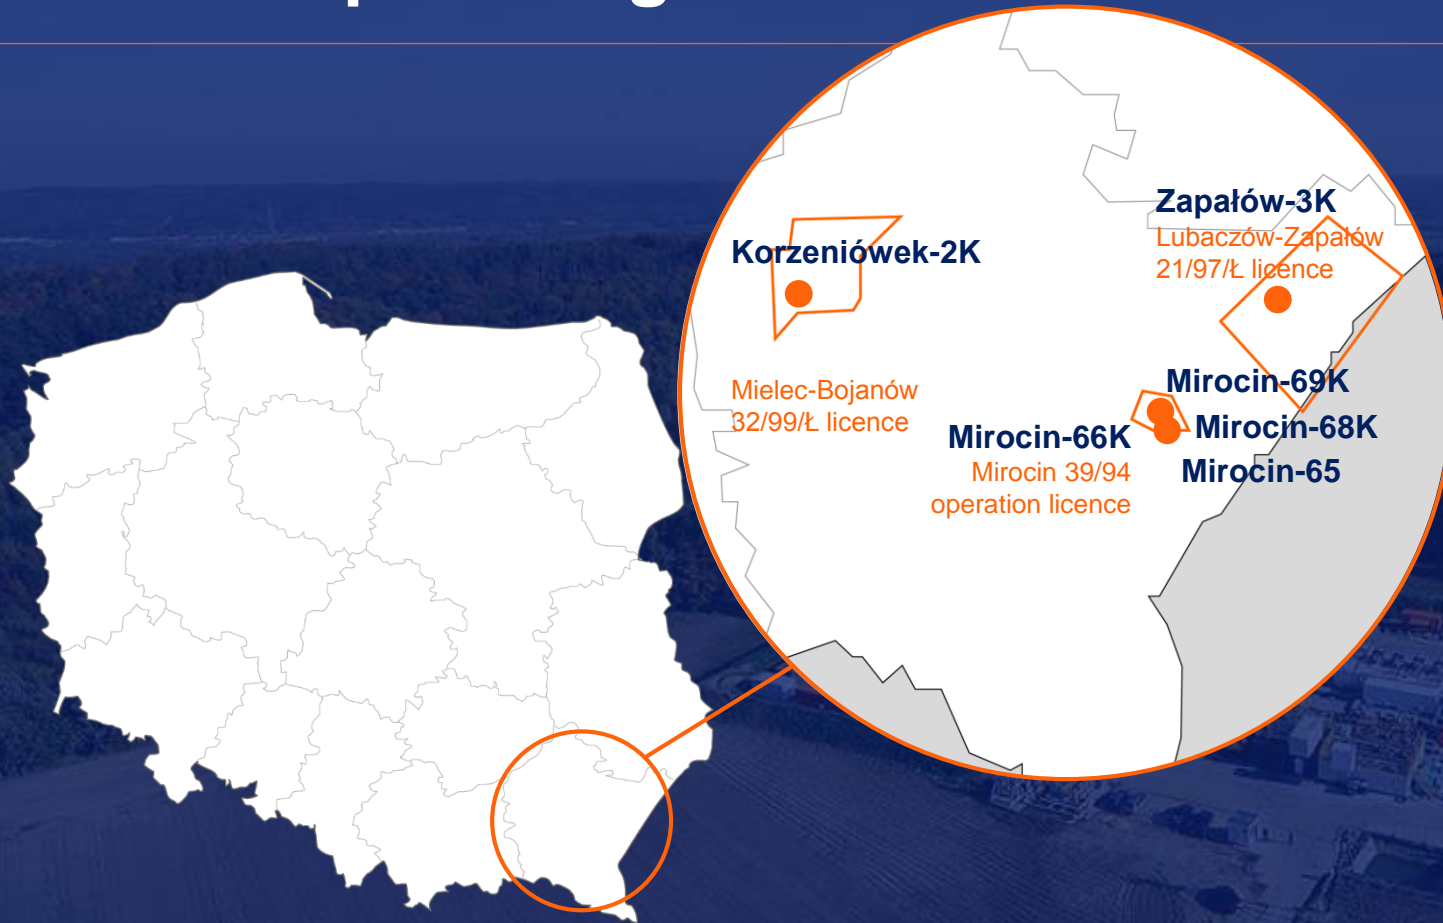 Korzeniówek-2K
Mielec-Bojanów
32/99/Ł licence
Zapałów-3K
Lubaczów-Zapałów
21/97/Ł licence
Mirocin-69K
Mirocin-68K
Mirocin-65
Mirocin-66K
Mirocin 39/94
operation licence